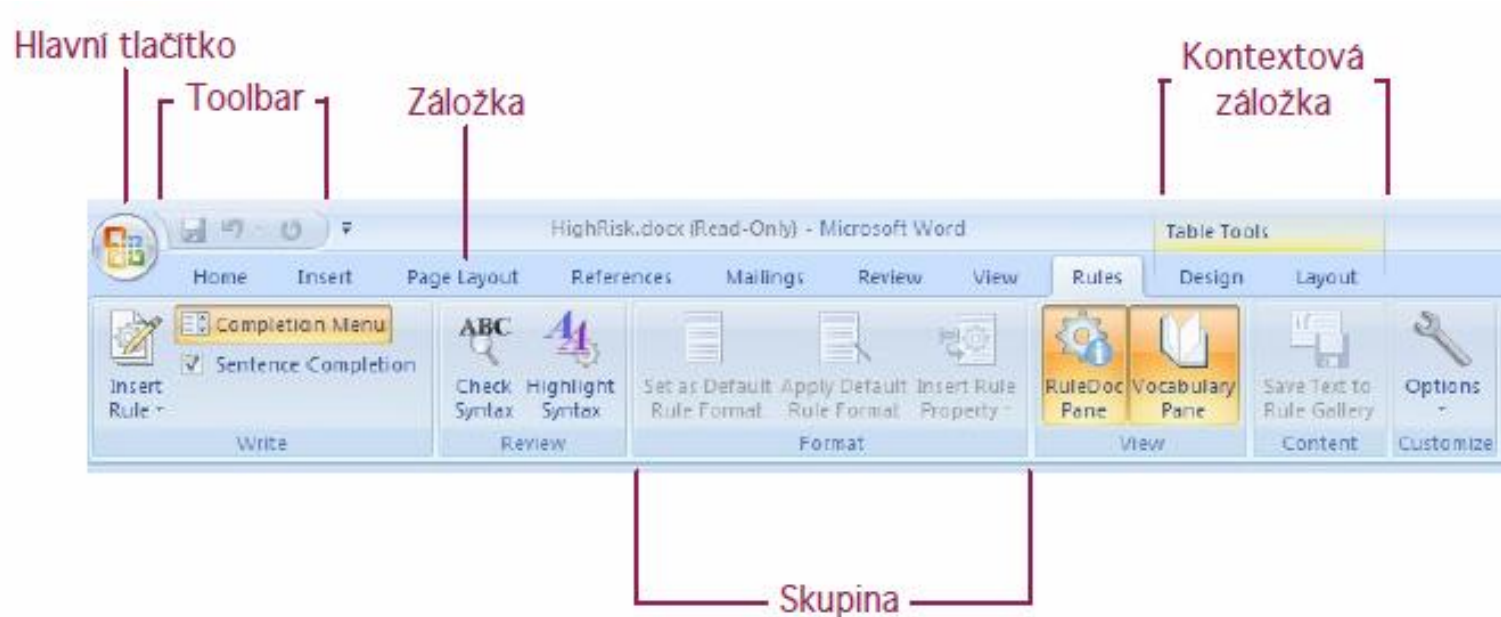 Hlavní tlačítko
Toolbar
Záložka
Kontextová
záložka
HighRisk.docx (Read-Only) - Microsoft Word
Table Tools
Home Insert Page Layout References Mailings Review View Rules Design Layout
Completion Menu
Sentence Completion
Insert
Rule
Check
Syntax
Highlight
Syntax
Set as Default
Rule Format
Apply Default
Rule Format
Insert Rule
Property
RuleDoc
Pane
Vocabulary
Pane
Save Text to
Rule Gallery
Options
ABC
Write Review Format View Content Customize
Skupina